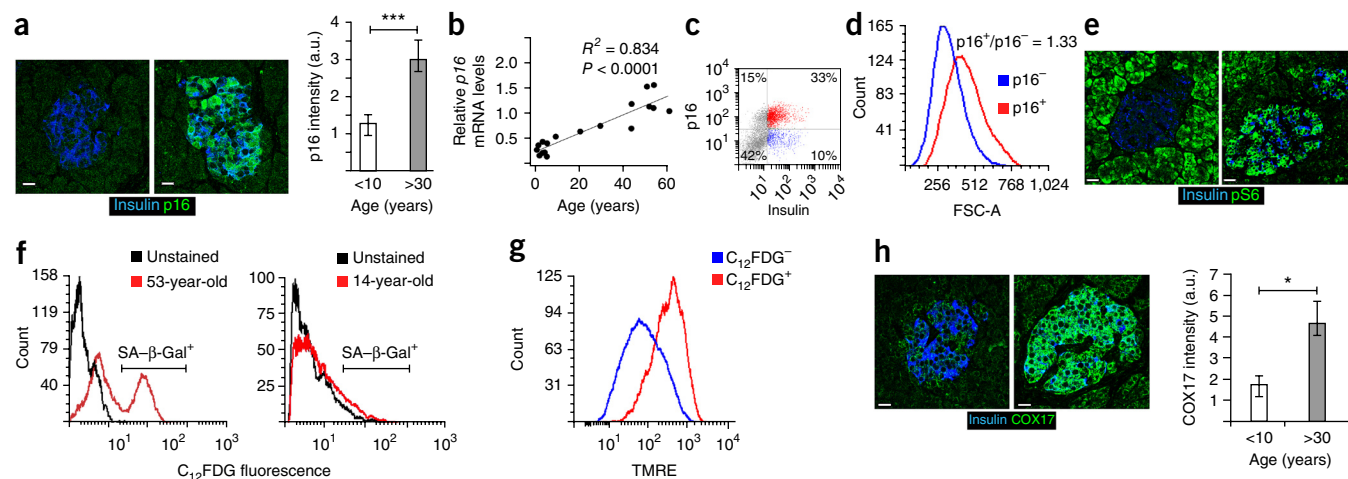 a
Insulin p16
p16 intensity (a.u.)
4
3
2
1
***
<10 >30
Age (years)
b
Relative p16
mRNA levels
R² = 0.834
P < 0.0001
1.5
1.0
0.5
0 20 40 60
Age (years)
c
p16
10⁴
10³
10²
10¹
15% 33%
42% 10%
10¹ 10² 10³ 10⁴
Insulin
d
Count
165
124
83
41
p16⁺/p16⁻ = 1.33
p16⁻
p16⁺
256 512 768 1,024
FSC-A
e
Insulin pS6
f
Unstained
53-year-old
Count
158
119
79
40
SA–β-Gal⁺
10¹ 10² 10³
Unstained
14-year-old
100
75
50
25
SA–β-Gal⁺
10¹ 10² 10³
C₁₂FDG fluorescence
g
C₁₂FDG⁻
C₁₂FDG⁺
Count
125
94
63
31
10¹ 10² 10³ 10⁴
TMRE
h
Insulin COX17
COX17 intensity (a.u.)
7
6
5
4
3
2
1
*
<10 >30
Age (years)